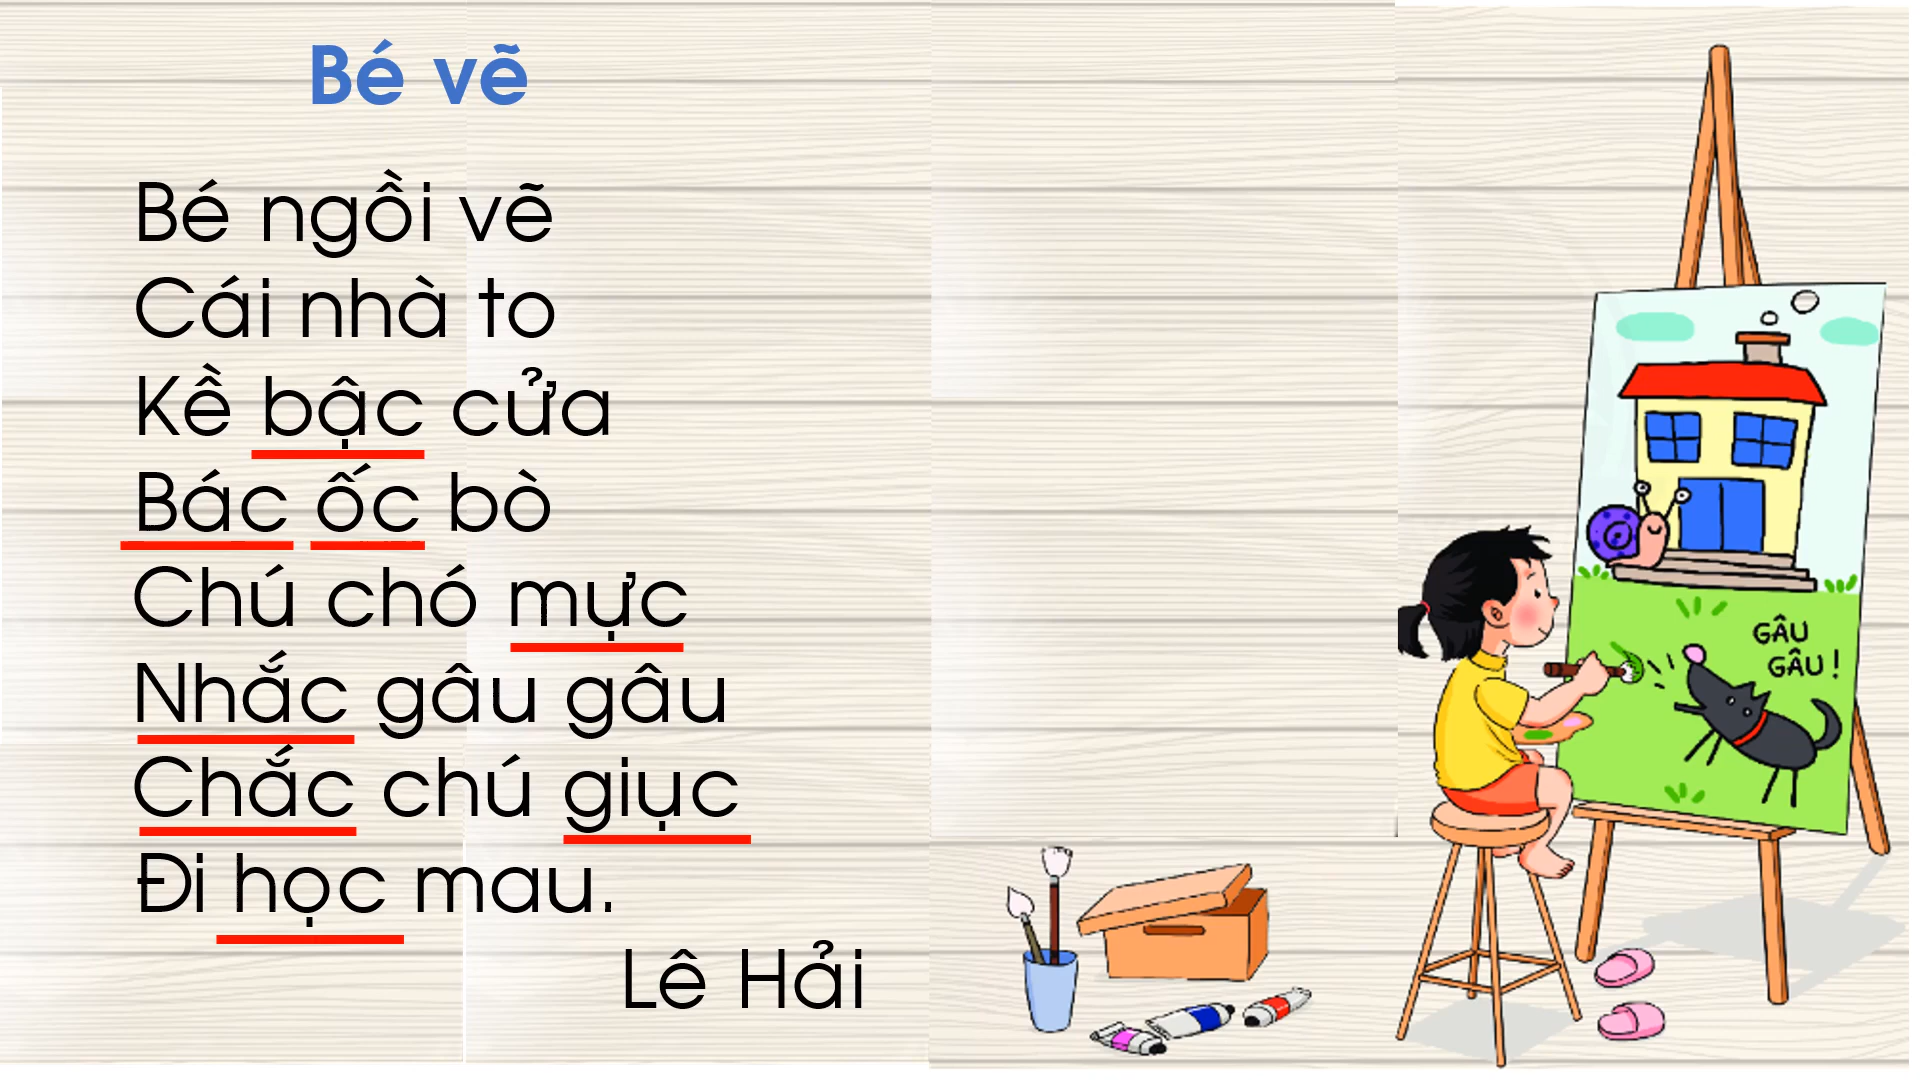 Bé vẽ
Bé ngồi vẽ
Cái nhà to
Kề bậc cửa
Bác ốc bò
Chú chó mực
Nhắc gâu gâu
Chắc chú giục
Đi học mau.
Lê Hải
GÂU
GÂU !